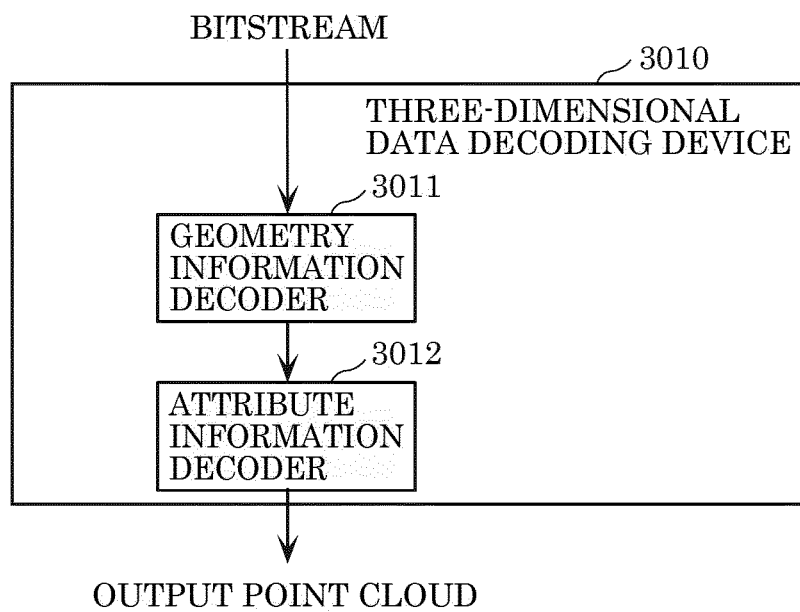 BITSTREAM
3010
THREE-DIMENSIONAL
DATA DECODING DEVICE
3011
GEOMETRY
INFORMATION
DECODER
3012
ATTRIBUTE
INFORMATION
DECODER
OUTPUT POINT CLOUD